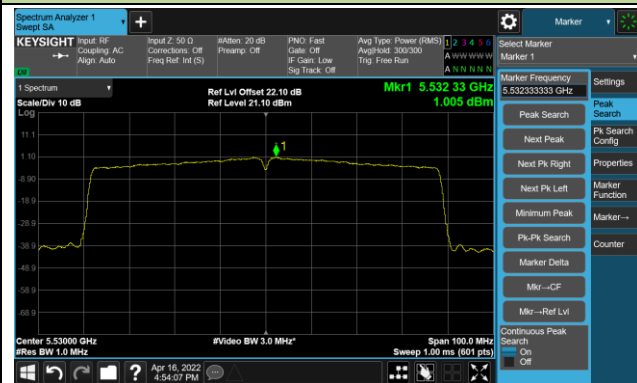 Spectrum Analyzer 1
Swept SA
Marker
KEYSIGHT Input: RF
Coupling: AC
Align: Auto
Input Z: 50 Ω
Corrections: Off
Freq Ref: Int (S)
#Atten: 20 dB
Preamp: Off
PNO: Fast
Gate: Off
IF Gain: Low
Sig Track: Off
Avg Type: Power (RMS)
Avg|Hold: 300/300
Trig: Free Run
1 2 3 4 5 6
A W W W W W
A N N N N N
Select Marker
Marker 1
LXI
1 Spectrum
Scale/Div 10 dB
Log
Ref Lvl Offset 22.10 dB
Ref Level 21.10 dBm
Mkr1 5.532 33 GHz
1.005 dBm
1
11.1
1.10
-8.90
-18.9
-28.9
-38.9
-48.9
-58.9
-68.9
Center 5.53000 GHz
#Res BW 1.0 MHz
#Video BW 3.0 MHz*
Span 100.0 MHz
Sweep 1.00 ms (601 pts)
Marker Frequency
5.532333333 GHz
Peak Search
Next Peak
Next Pk Right
Next Pk Left
Minimum Peak
Pk-Pk Search
Marker Delta
Mkr→CF
Mkr→Ref Lvl
Continuous Peak
Search
On
Off
Settings
Peak
Search
Pk Search
Config
Properties
Marker
Function
Marker→
Counter
Apr 16, 2022
4:54:07 PM